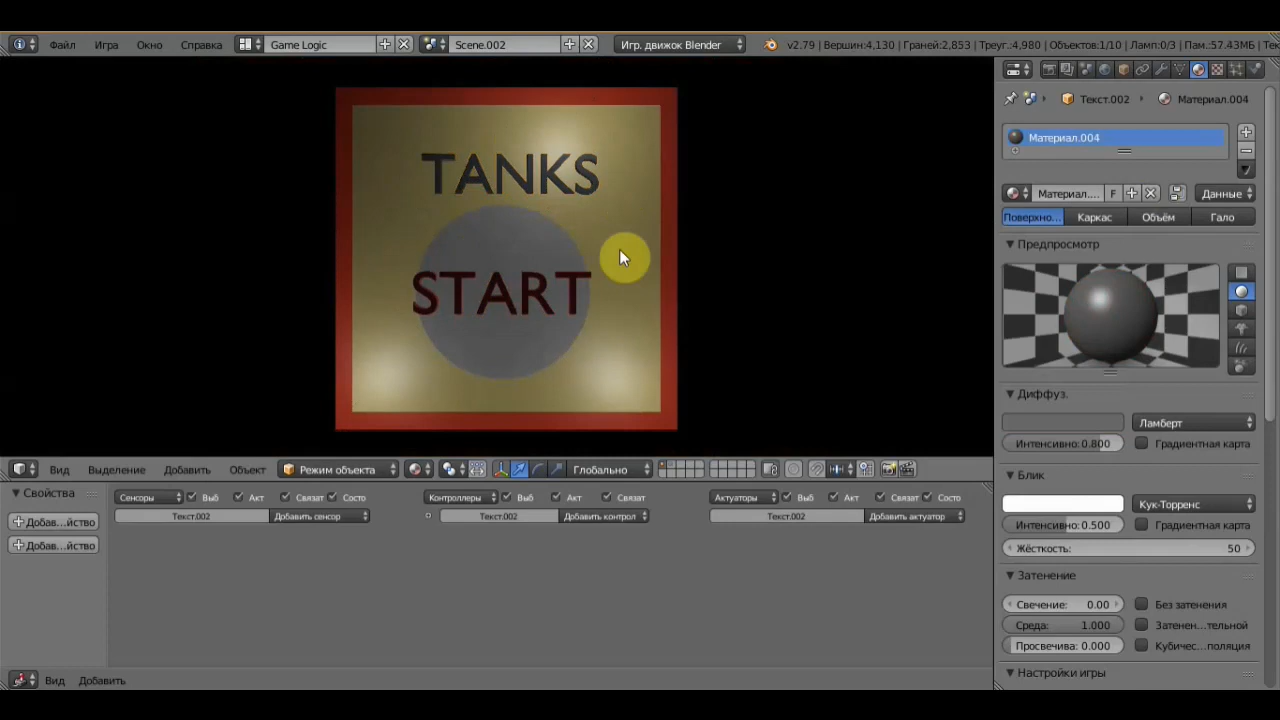 Файл Игра Окно Справка Game Logic Scene.002 Игр. движок Blender v2.79 | Вершин:4,130 | Граней:2,853 | Треуг.:4,980 | Объектов:1/10 | Ламп:0/3 | Пам.:57.43МБ | Тек
Текст.002 Материал.004
Материал.004
Материал.... F Данные
Поверхно... Каркас Объём Гало
Предпросмотр
TANKS
START
Диффуз.
Ламберт
Интенсивно: 0.800 Градиентная карта
Блик
Кук-Торренс
Интенсивно: 0.500 Градиентная карта
Жёсткость: 50
Затенение
Свечение: 0.00 Без затенения
Среда: 1.000 Затенен...тельной
Просвечива: 0.000 Кубичес...поляция
Настройки игры
Вид Выделение Добавить Объект Режим объекта Глобально
Свойства
Добав...йство
Добав...йство
Сенсоры Выб Акт Связат Состо Контроллеры Выб Акт Связат Актуаторы Выб Акт Связат Состо
Текст.002 Добавить сенсор Текст.002 Добавить контрол Текст.002 Добавить актуатор
Вид Добавить